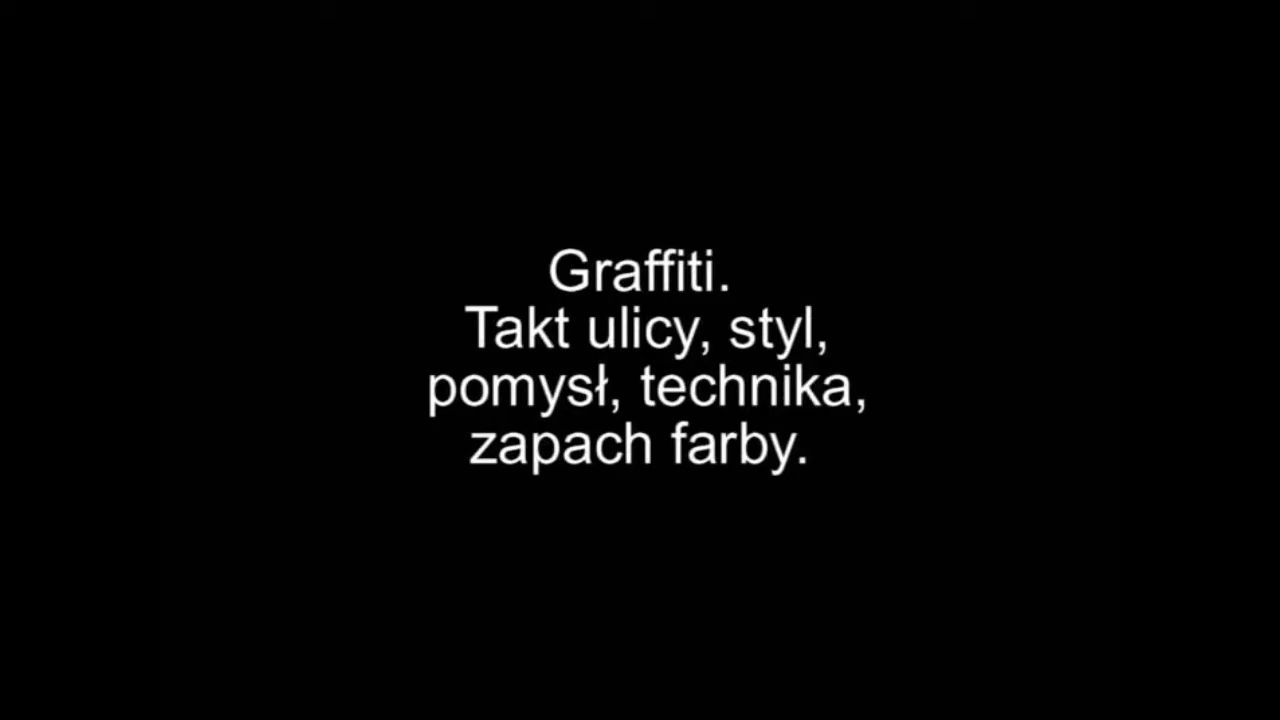 Graffiti.
Takt ulicy, styl,
pomysł, technika,
zapach farby.